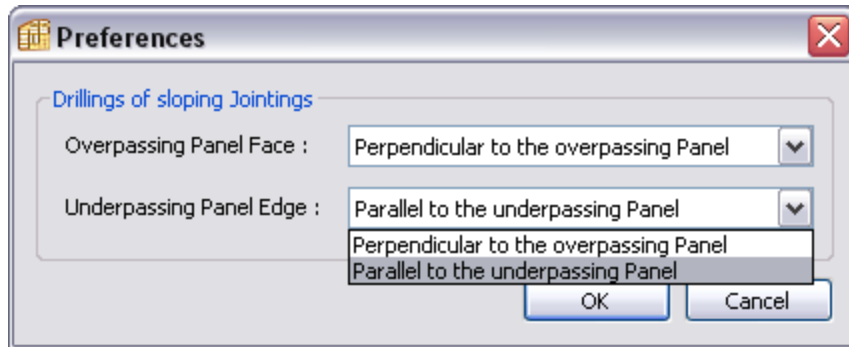 Preferences
Drillings of sloping Jointings
Overpassing Panel Face : Perpendicular to the overpassing Panel
Underpassing Panel Edge : Parallel to the underpassing Panel
Perpendicular to the overpassing Panel
Parallel to the underpassing Panel
OK Cancel